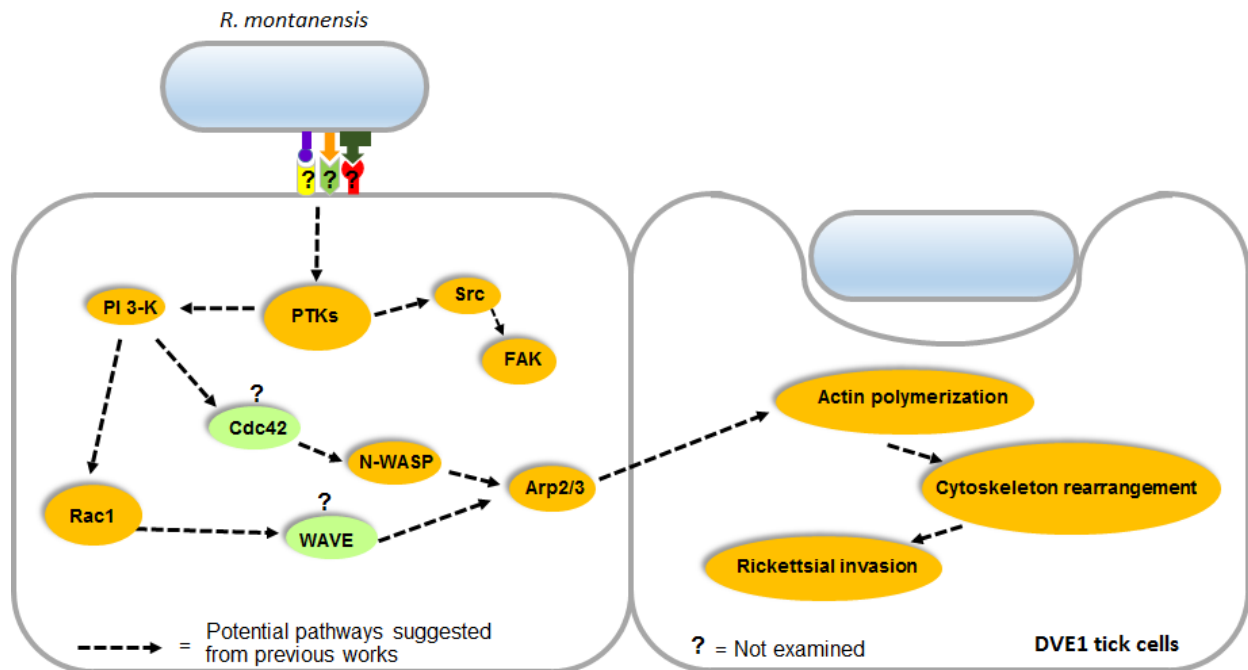 R. montanensis
? ? ?
PI 3-K
PTKs
Src
FAK
?
Cdc42
N-WASP
Arp2/3
Rac1
?
WAVE
Actin polymerization
Cytoskeleton rearrangement
Rickettsial invasion
= Potential pathways suggested
from previous works
? = Not examined
DVE1 tick cells